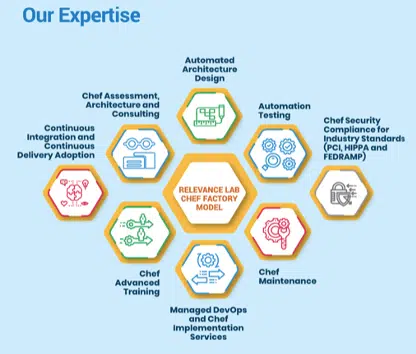 Our Expertise
Automated
Architecture
Design
Chef Assessment,
Architecture and
Consulting
Automation
Testing
Continuous
Integration and
Continuous
Delivery Adoption
Chef Security
Compliance for
Industry Standards
(PCI, HIPPA and
FEDRAMP)
RELEVANCE LAB
CHEF FACTORY
MODEL
Chef
Advanced
Training
Chef
Maintenance
Managed DevOps
and Chef
Implementation
Services